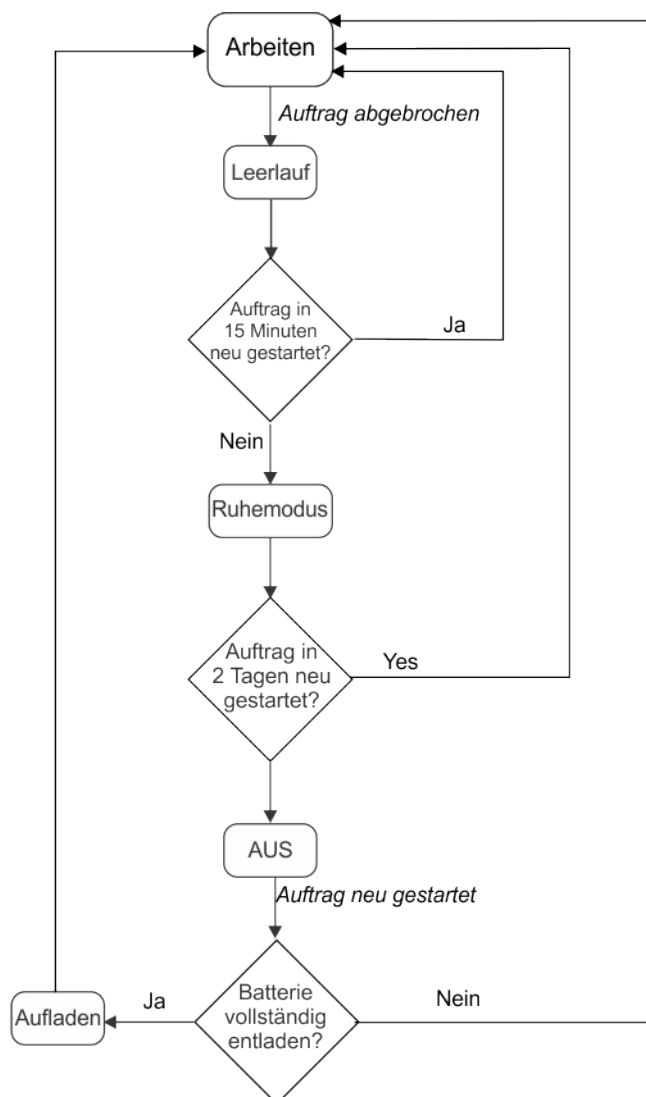 Arbeiten
Auftrag abgebrochen
Leerlauf
Auftrag in
15 Minuten
neu gestartet?
Ja
Nein
Ruhemodus
Auftrag in
2 Tagen neu
gestartet?
Yes
AUS
Auftrag neu gestartet
Batterie
vollständig
entladen?
Ja
Nein
Aufladen